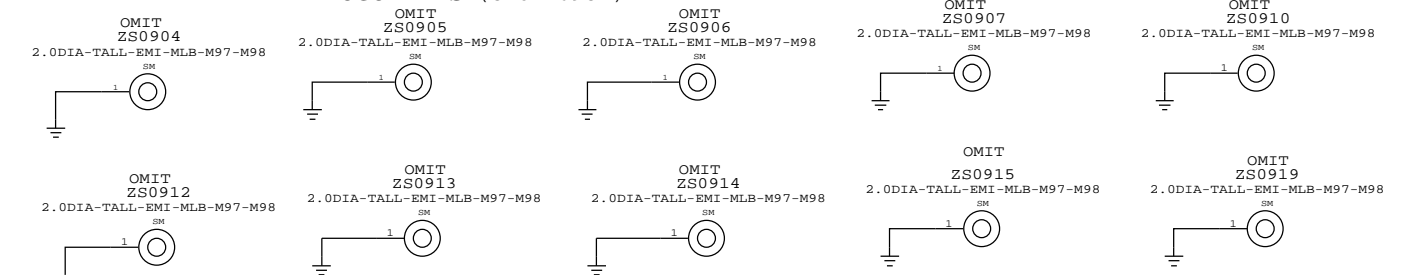 OMIT
ZS0904
2.0DIA-TALL-EMI-MLB-M97-M98
SM
1
OMIT
ZS0905
2.0DIA-TALL-EMI-MLB-M97-M98
SM
1
OMIT
ZS0906
2.0DIA-TALL-EMI-MLB-M97-M98
SM
1
OMIT
ZS0907
2.0DIA-TALL-EMI-MLB-M97-M98
SM
1
OMIT
ZS0910
2.0DIA-TALL-EMI-MLB-M97-M98
SM
1
OMIT
ZS0912
2.0DIA-TALL-EMI-MLB-M97-M98
SM
1
OMIT
ZS0913
2.0DIA-TALL-EMI-MLB-M97-M98
SM
1
OMIT
ZS0914
2.0DIA-TALL-EMI-MLB-M97-M98
SM
1
OMIT
ZS0915
2.0DIA-TALL-EMI-MLB-M97-M98
SM
1
OMIT
ZS0919
2.0DIA-TALL-EMI-MLB-M97-M98
SM
1